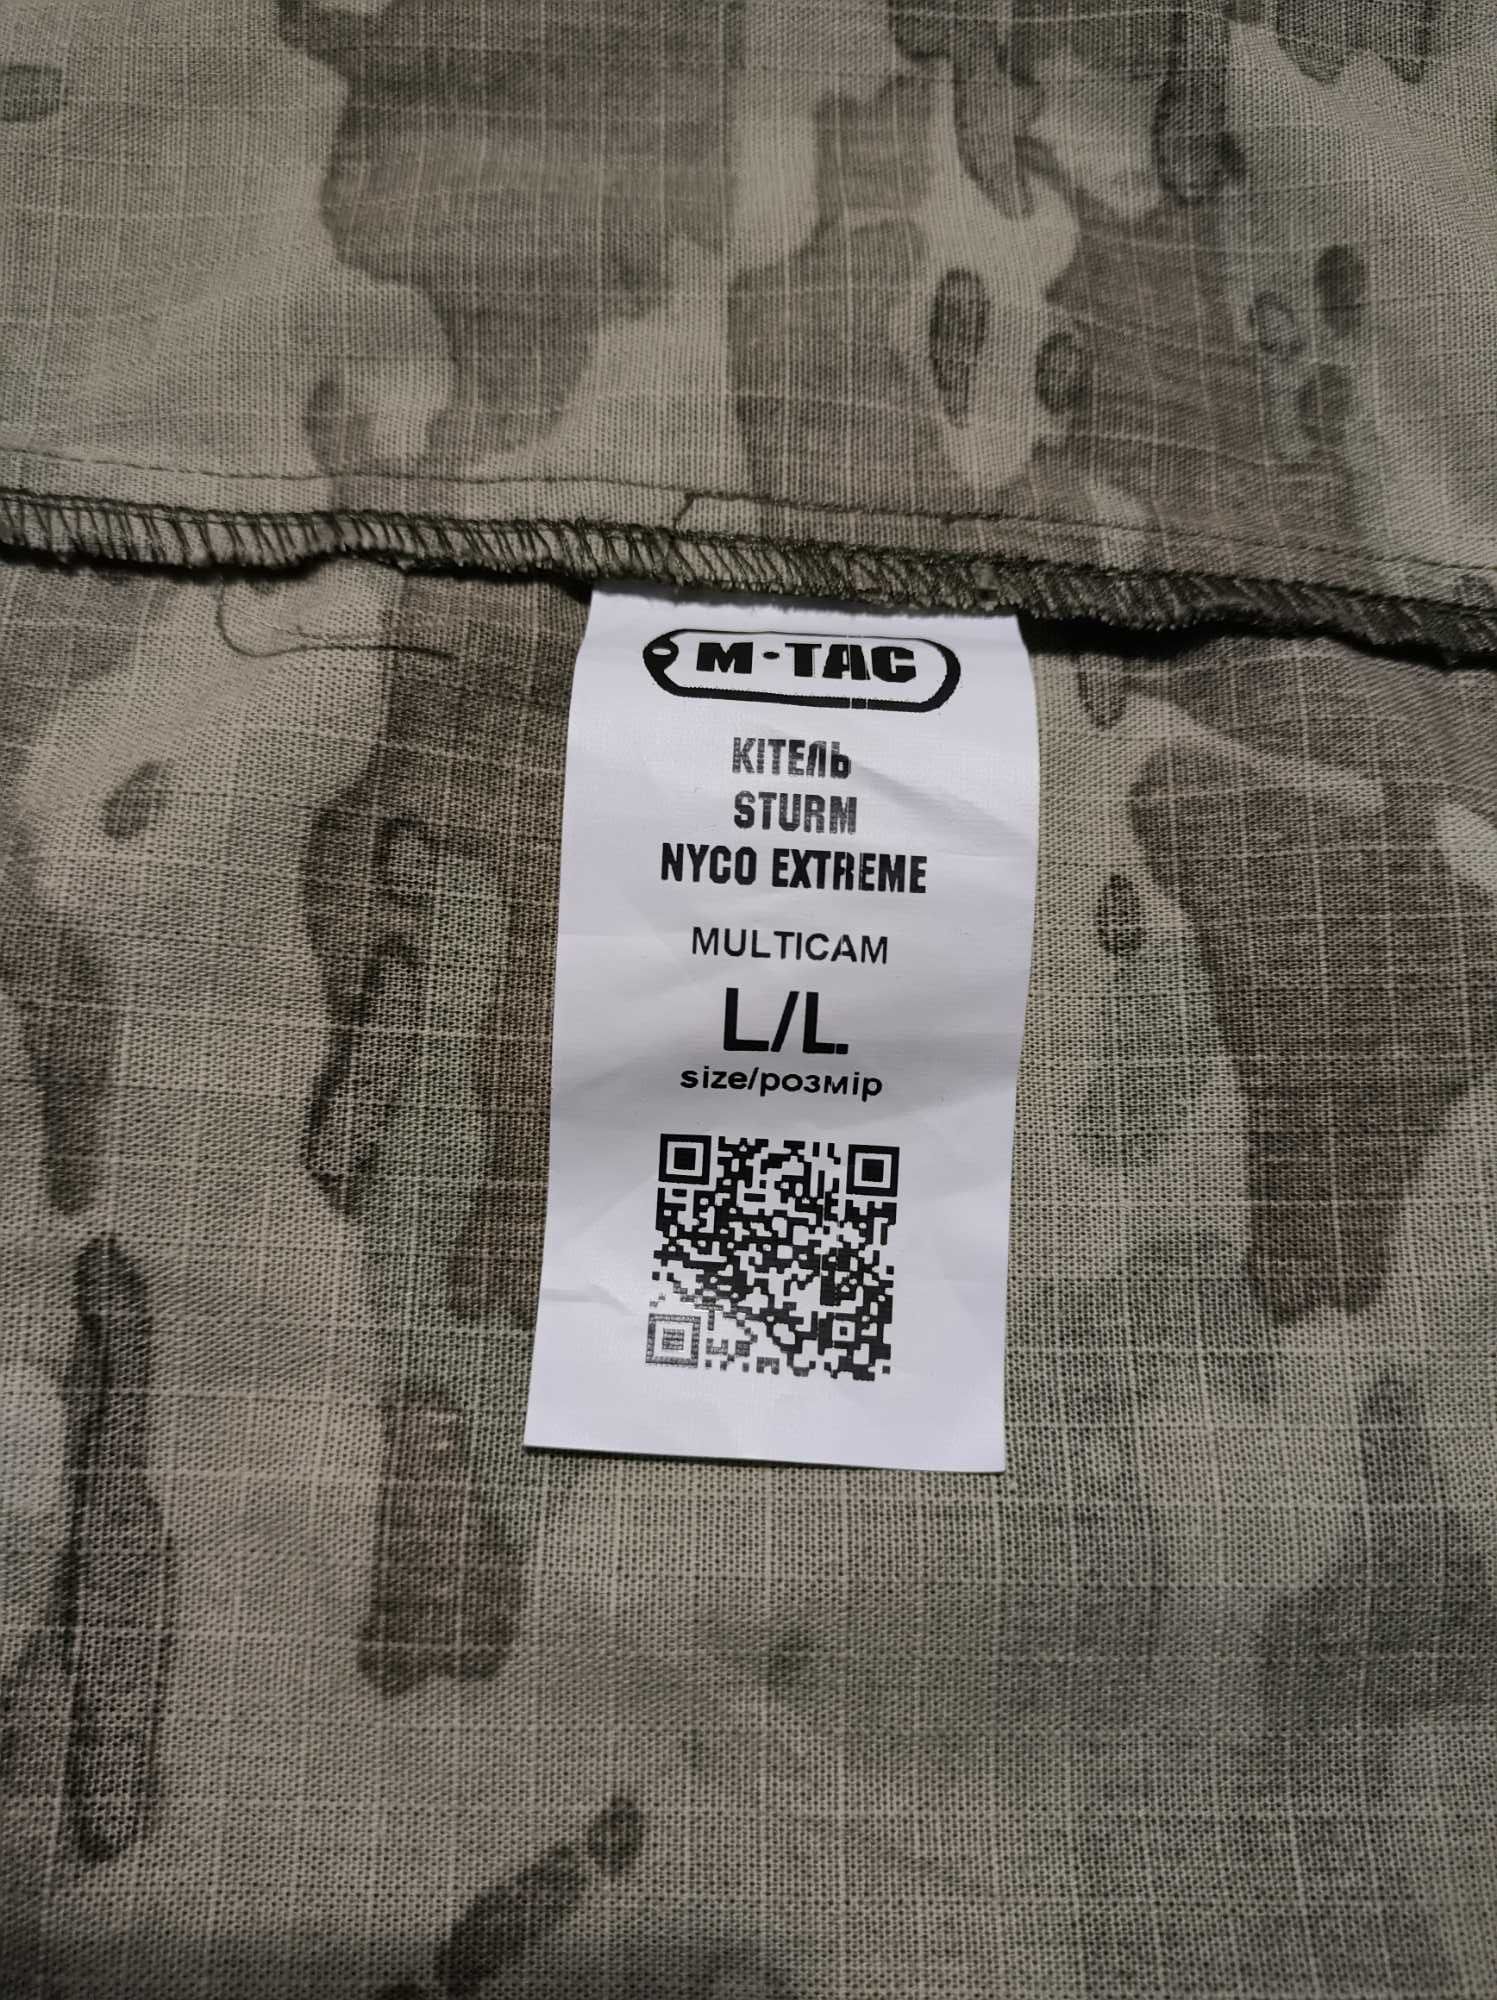 M·TAC
КІТЕЛЬ
STURM
NYCO EXTREME
MULTICAM
L/L
size/розмір